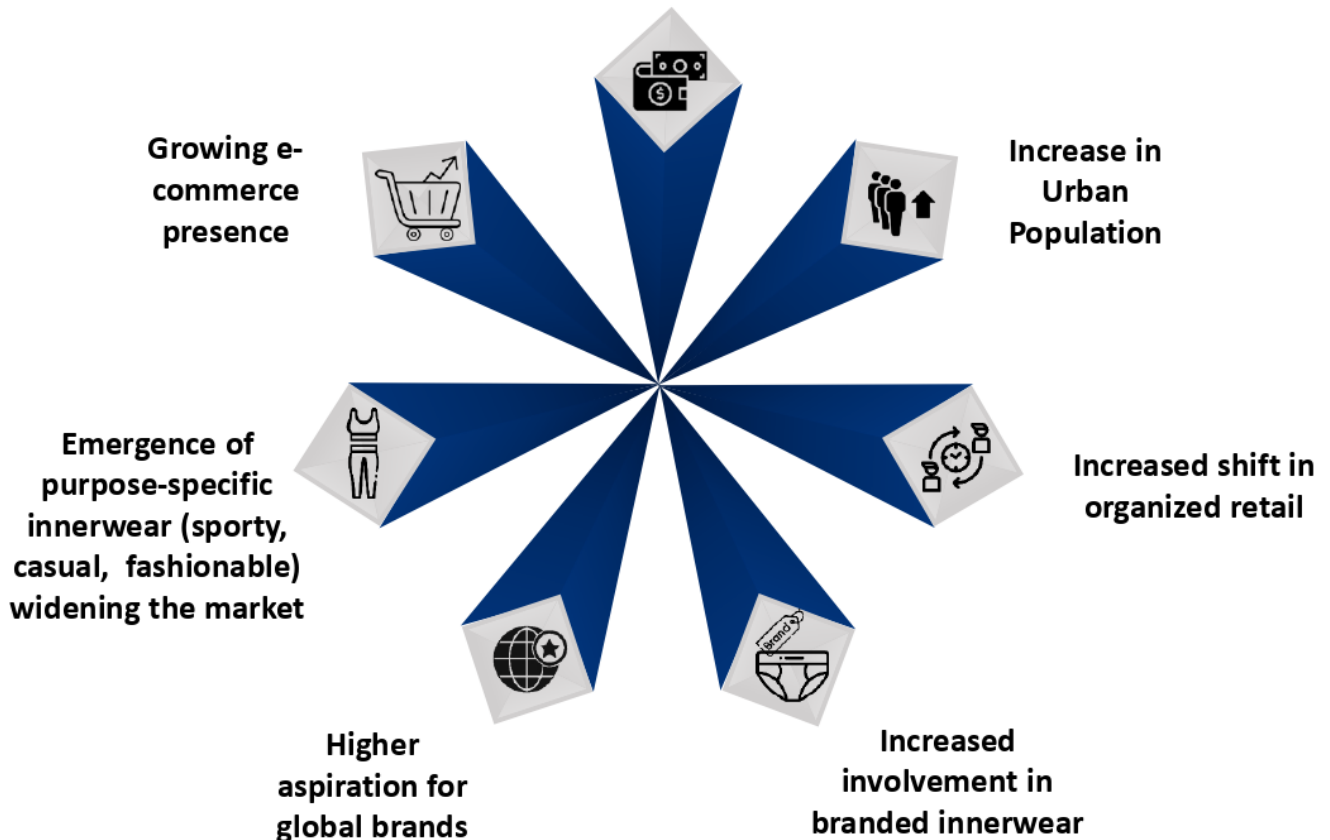 Growing e-
commerce
presence
Increase in
Urban
Population
Emergence of
purpose-specific
innerwear (sporty,
casual,  fashionable)
widening the market
Increased shift in
organized retail
Brand
Higher
aspiration for
global brands
Increased
involvement in
branded innerwear